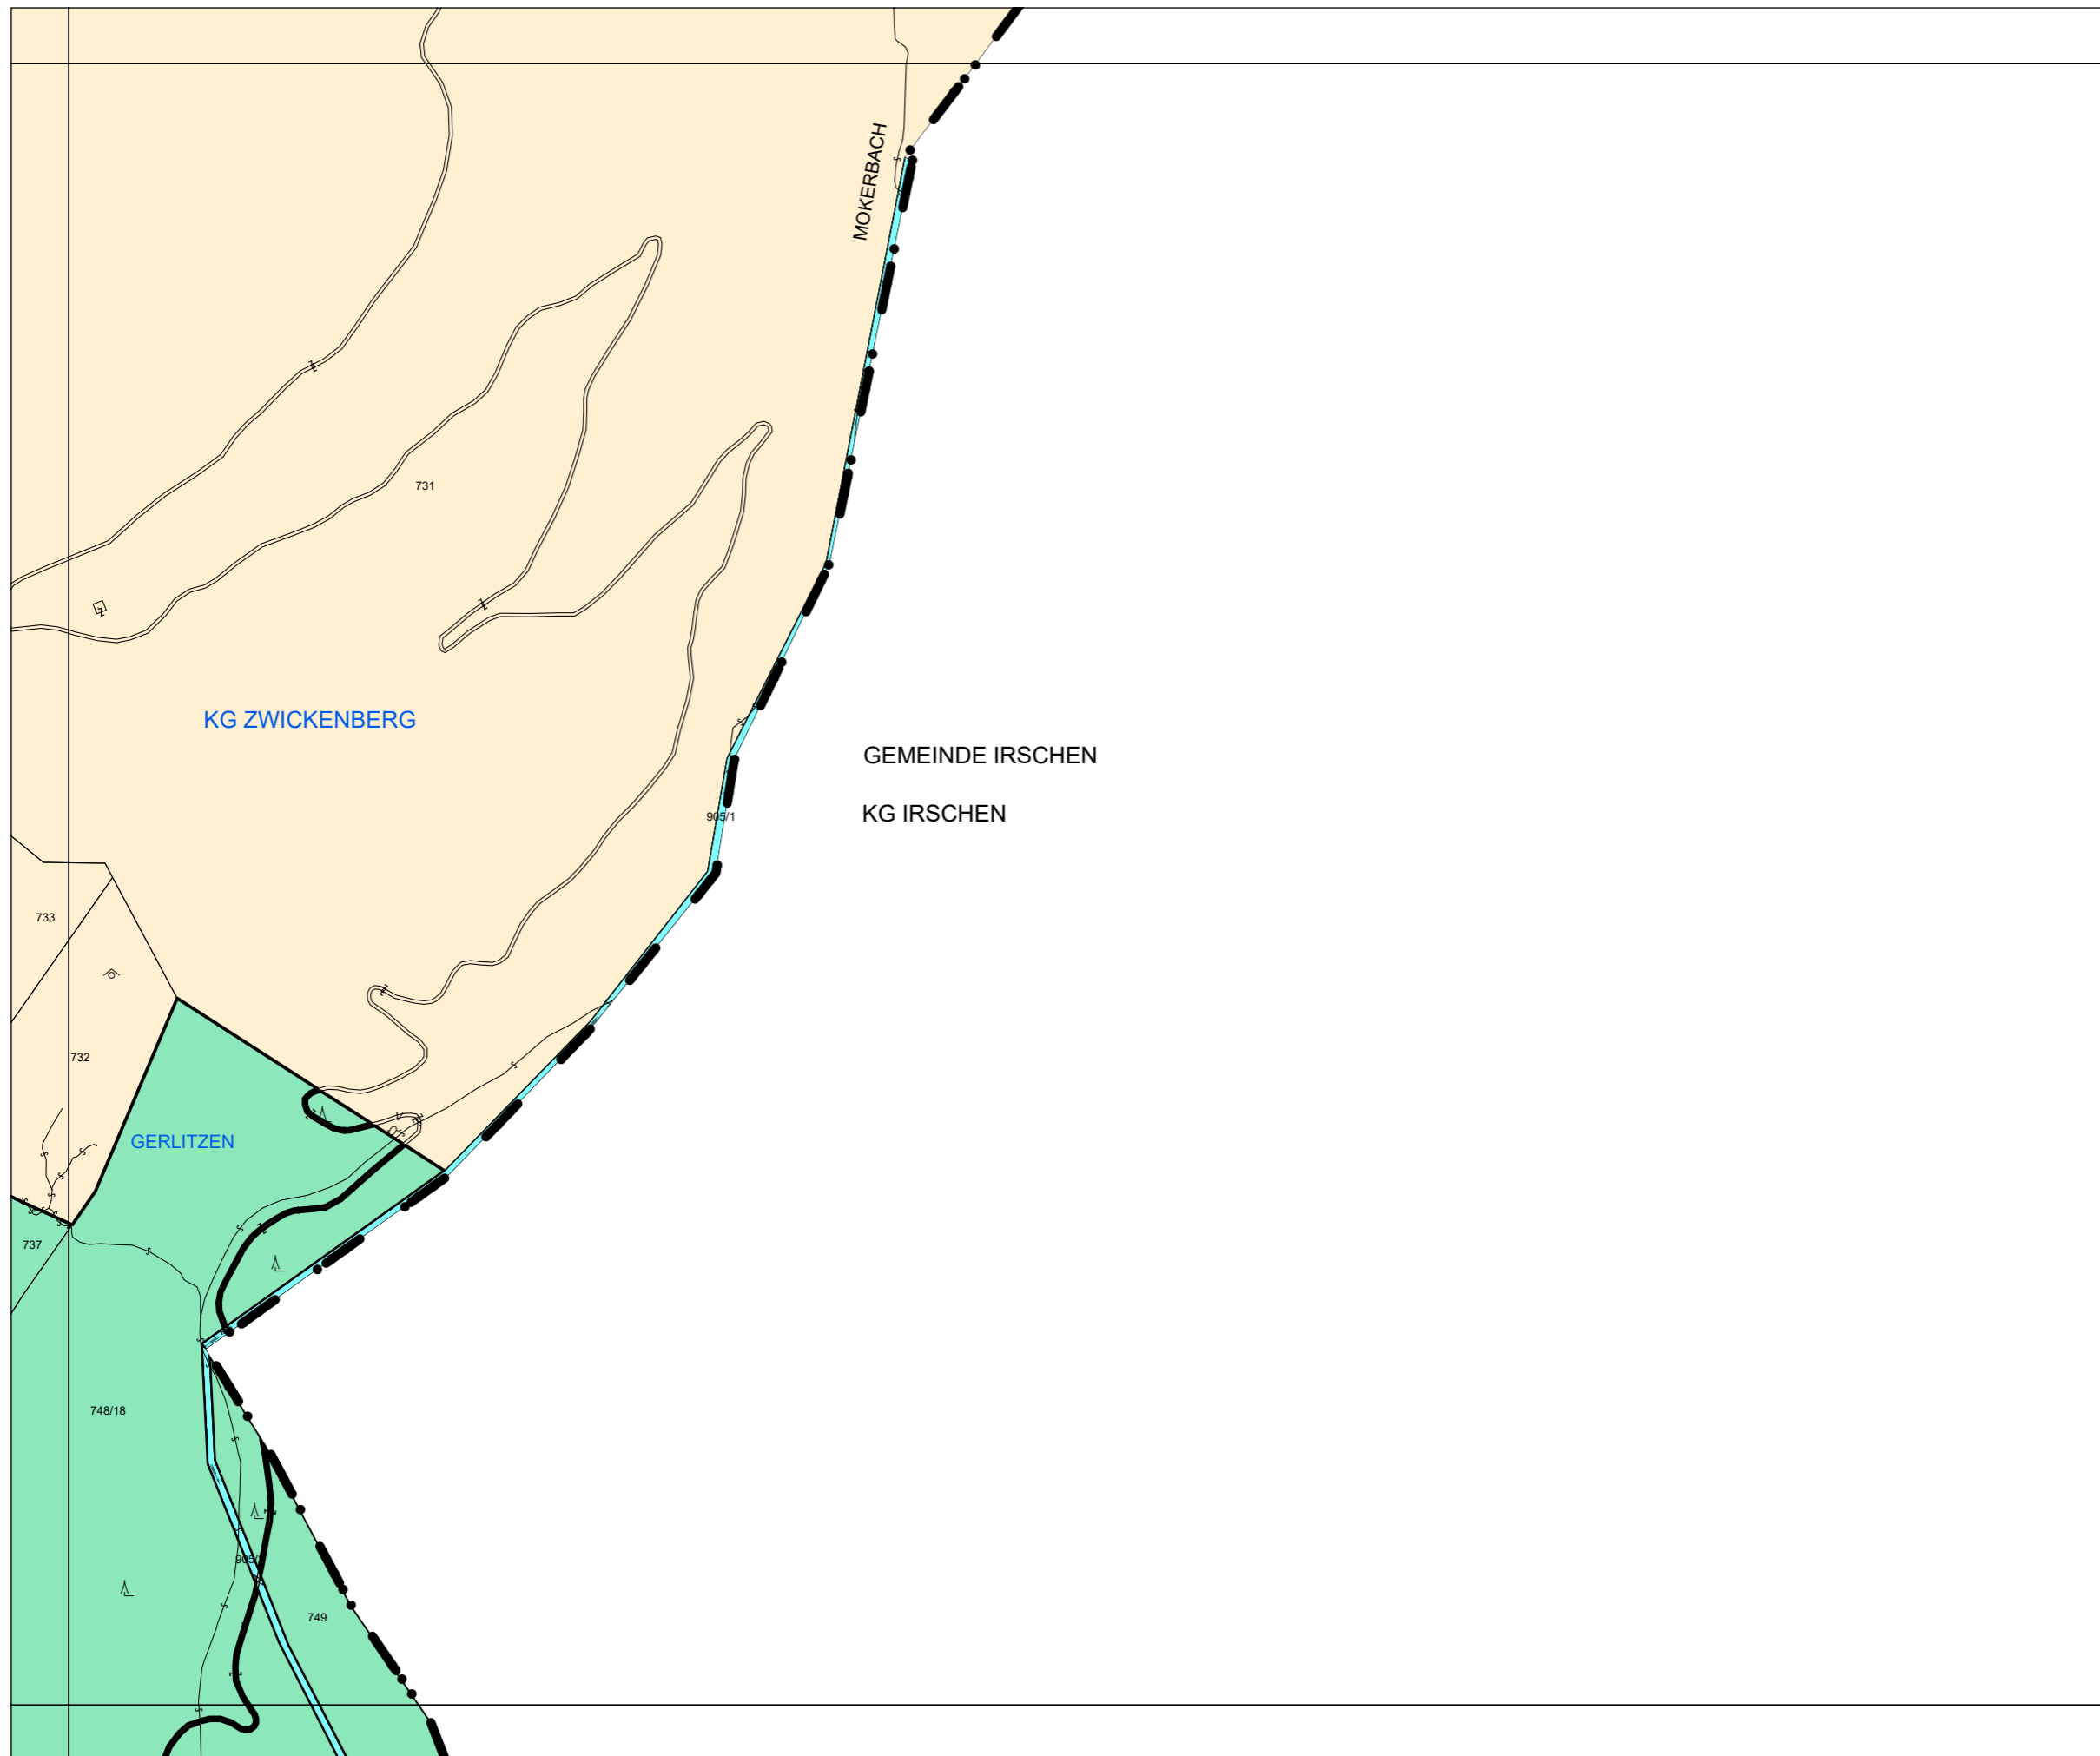 MOKERBACH
731
KG ZWICKENBERG
GEMEINDE IRSCHEN
KG IRSCHEN
905/1
733
732
GERLITZEN
737
748/18
749